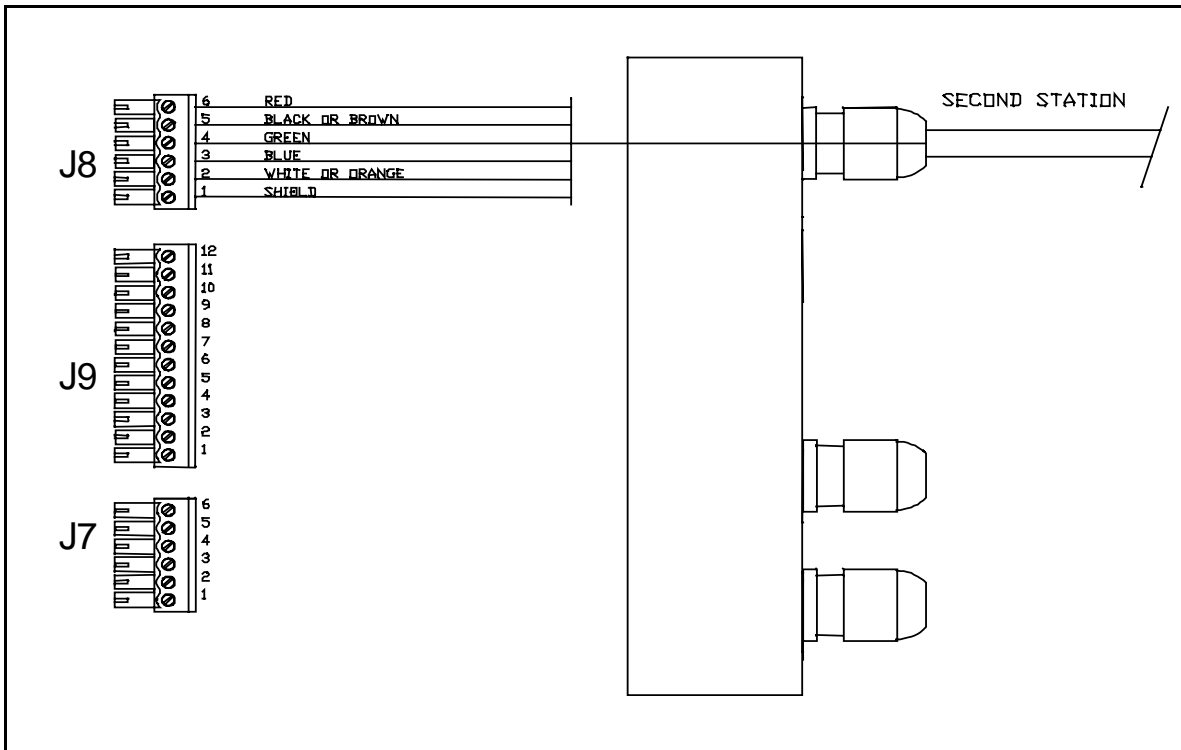 SECOND STATION
J8
6 RED
5 BLACK OR BROWN
4 GREEN
3 BLUE
2 WHITE OR ORANGE
1 SHIELD
J9
12
11
10
9
8
7
6
5
4
3
2
1
J7
6
5
4
3
2
1